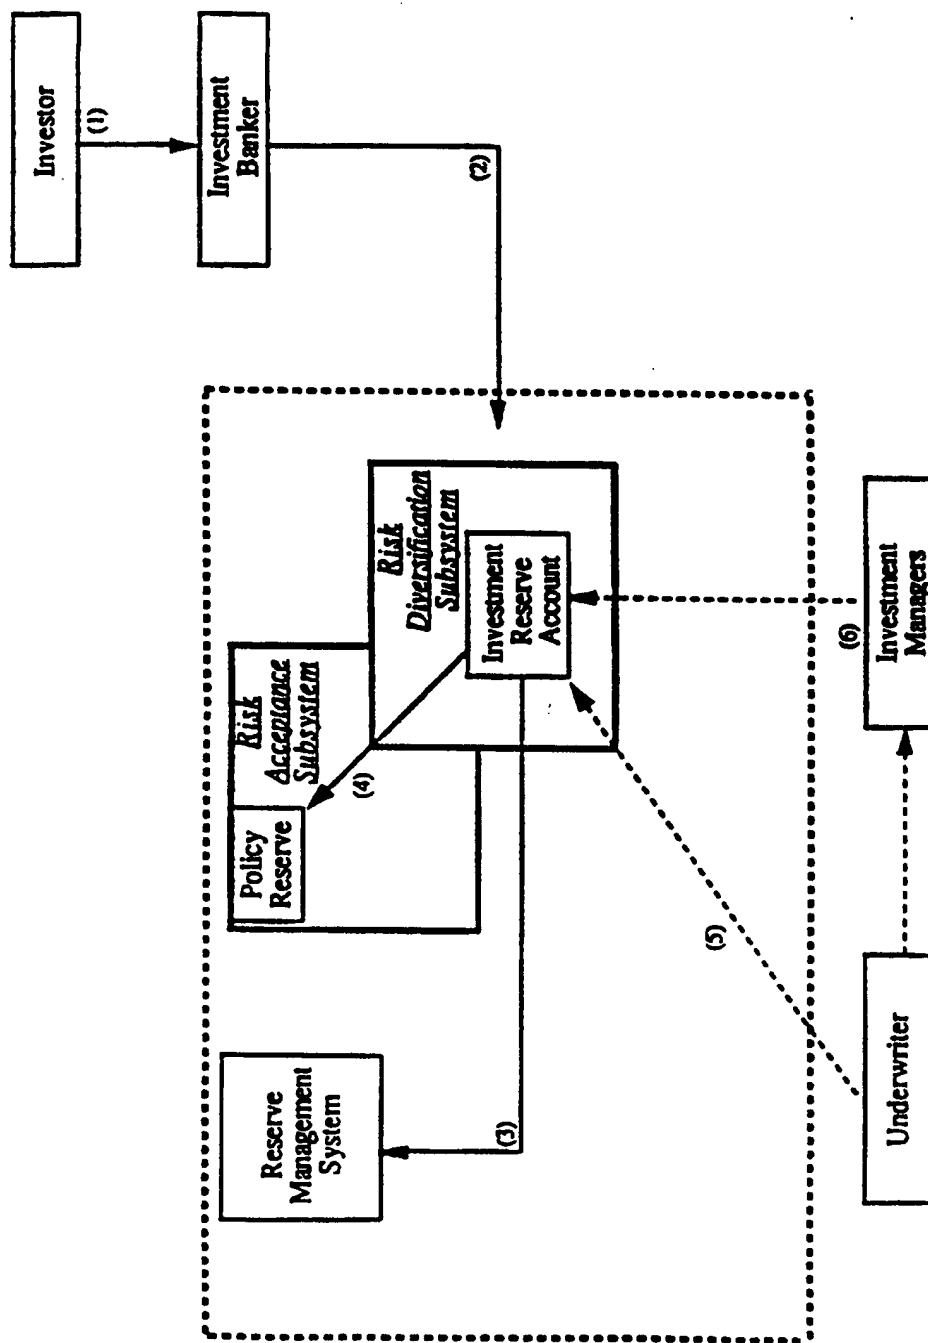 Investor
(1)
Investment
Banker
(2)
Risk
Diversification
Subsystem
Investment
Reserve
Account
Risk
Acceptance
Subsystem
Policy
Reserve
(4)
Reserve
Management
System
(3)
(5)
(6)
Investment
Managers
Underwriter